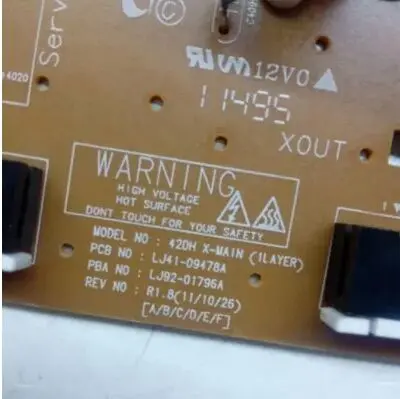 Serv
©
12V0
11495
XOUT
WARNING
HIGH VOLTAGE
HOT SURFACE
DONT TOUCH FOR YOUR SAFETY
MODEL NO : 42DH X-MAIN (1LAYER)
PCB NO : LJ41-09478A
PBA NO : LJ92-01796A
REV NO : R1.8(11/10/26)
[A/B/C/D/E/F]